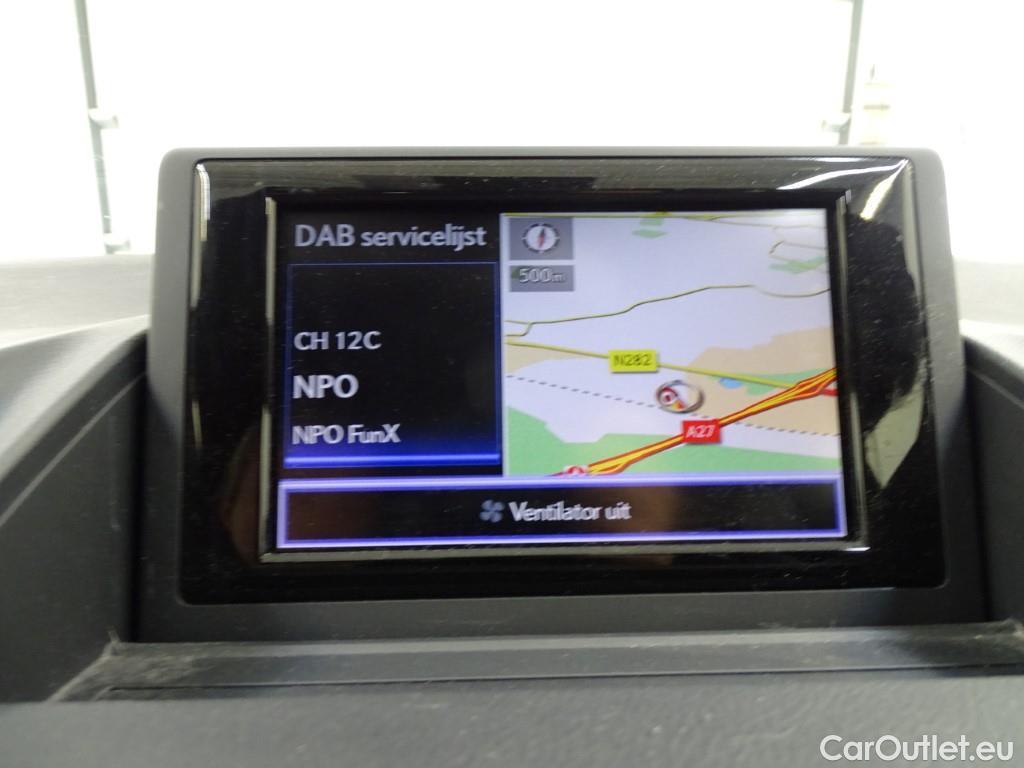 DAB servicelijst
CH 12C
NPO
NPO FunX
500m
N282
A27
Ventilator uit
CarOutlet.eu